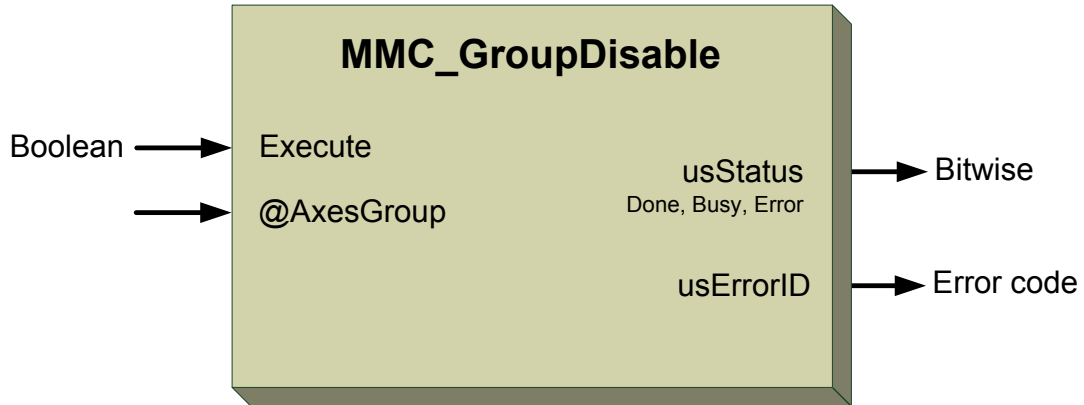 MMC_GroupDisable
Boolean
Execute
usStatus
Bitwise
Done, Busy, Error
@AxesGroup
usErrorID
Error code